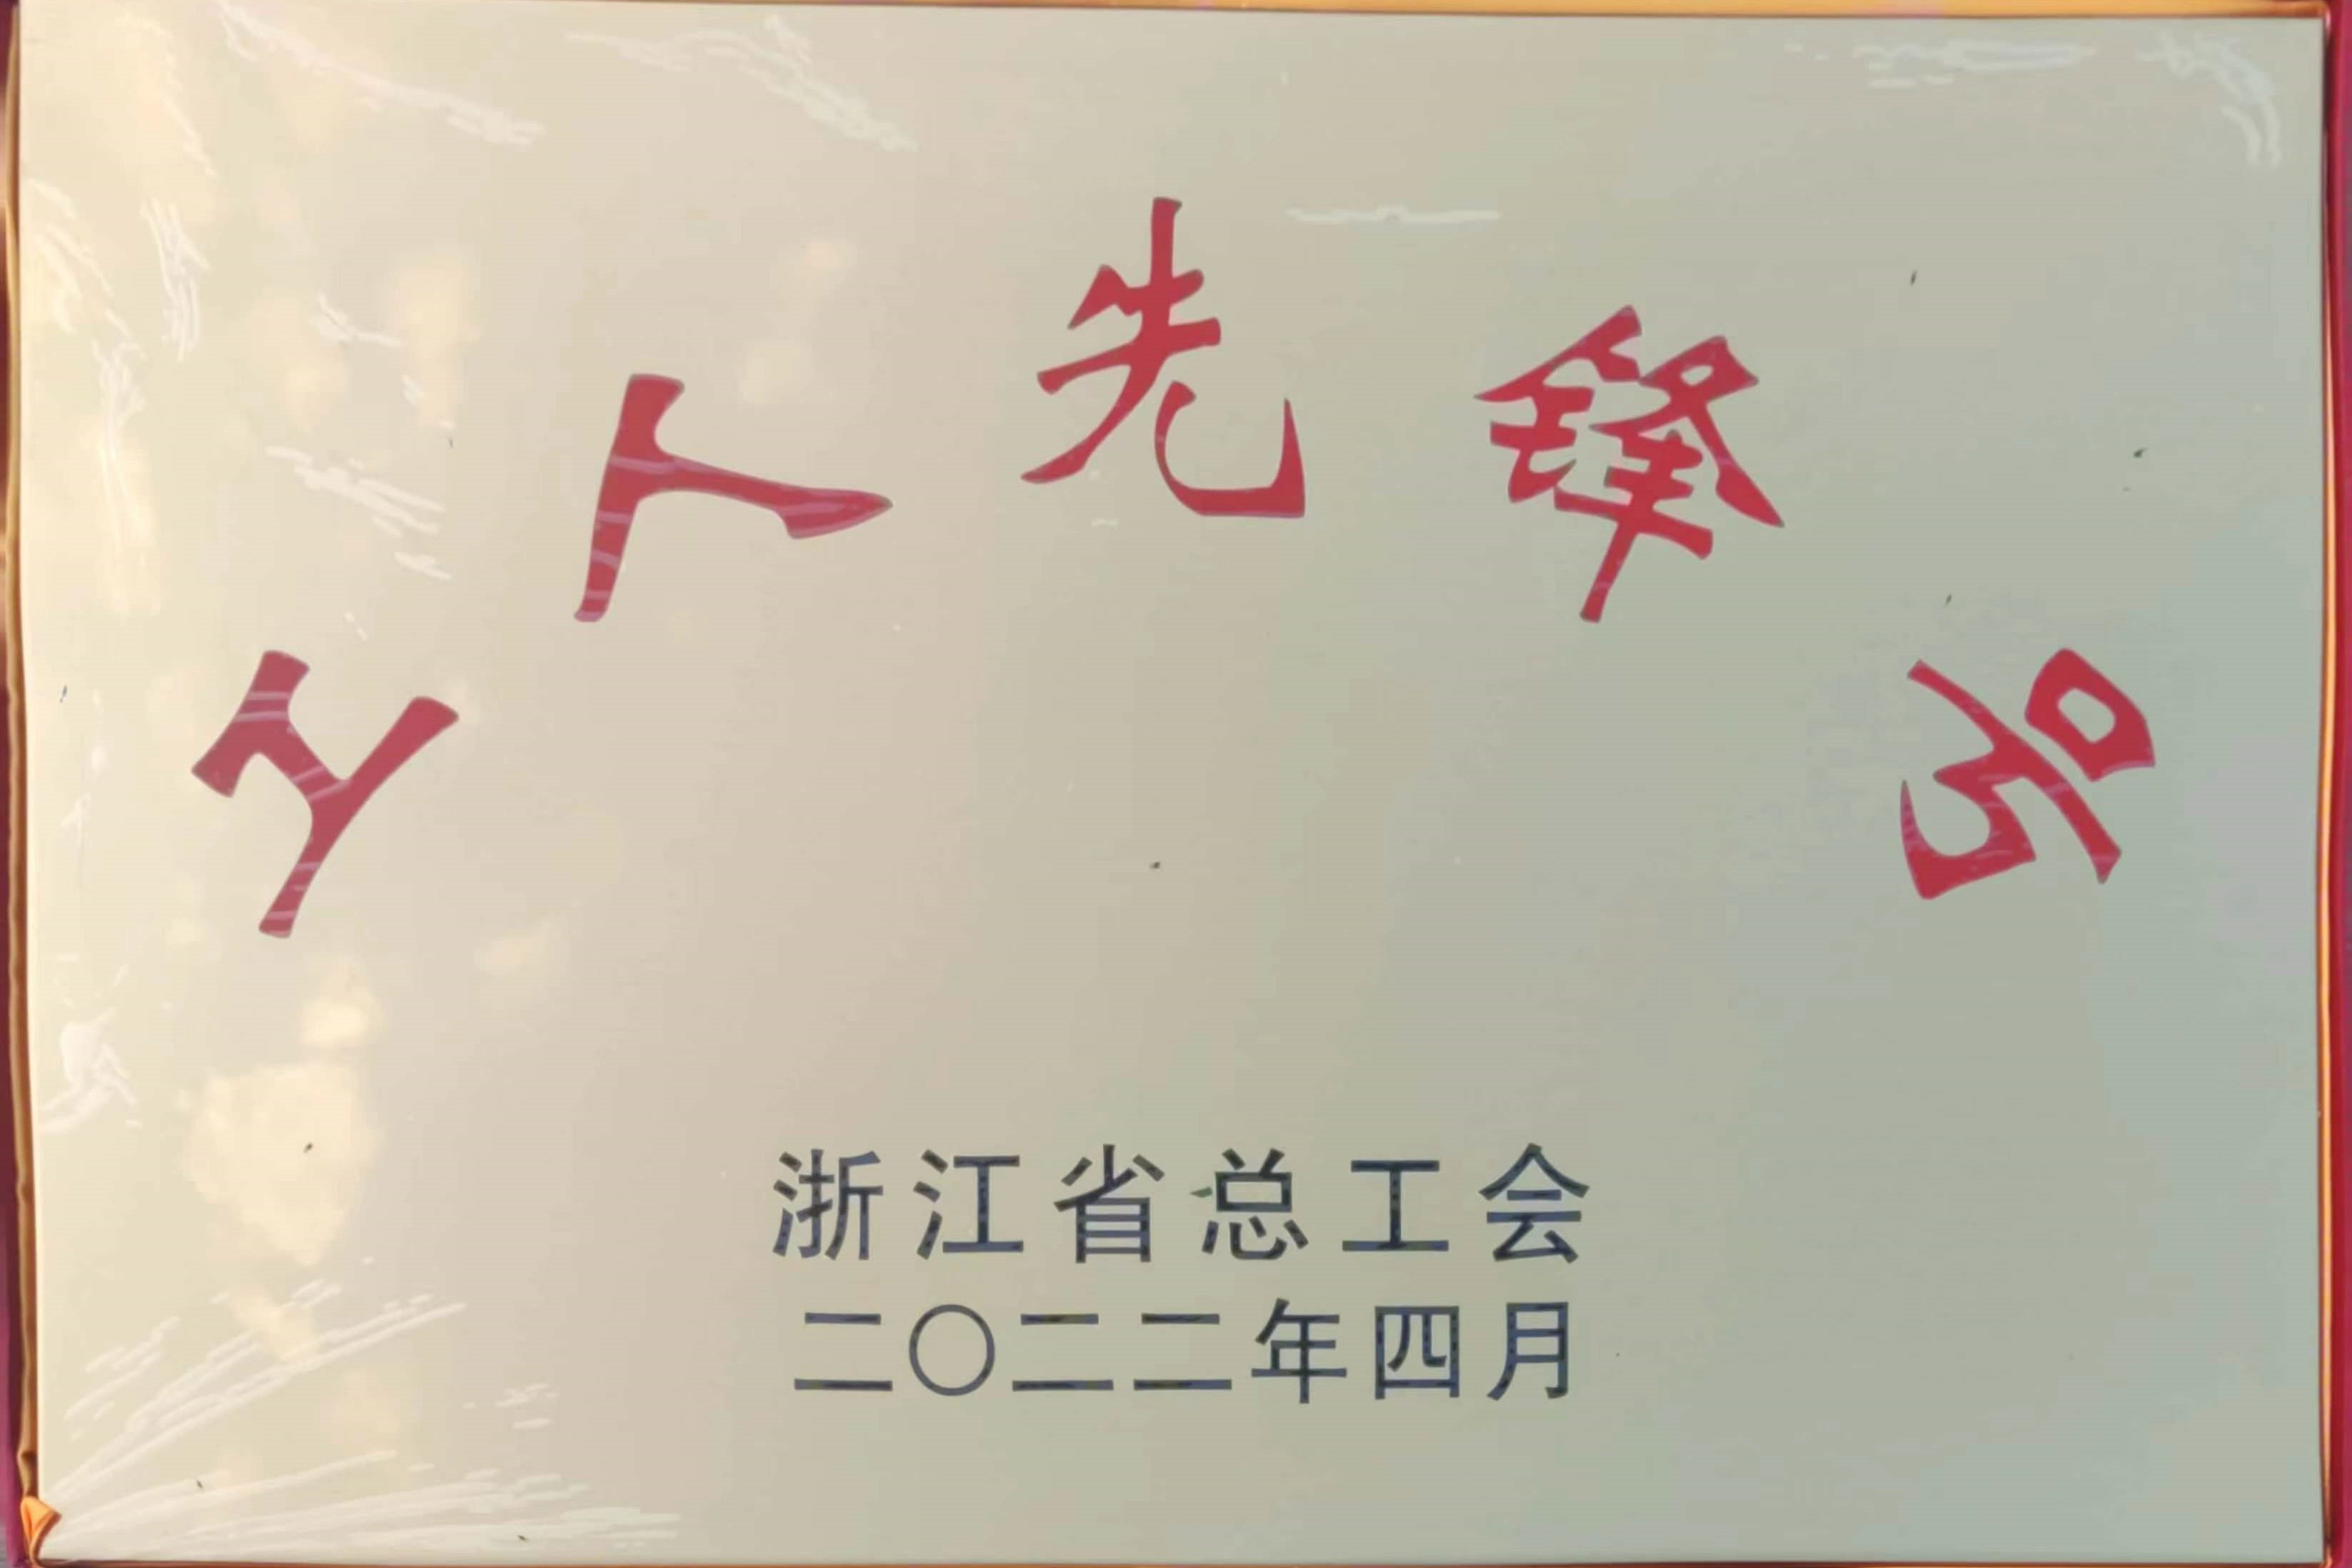 工人先锋号
浙江省总工会
二〇二二年四月